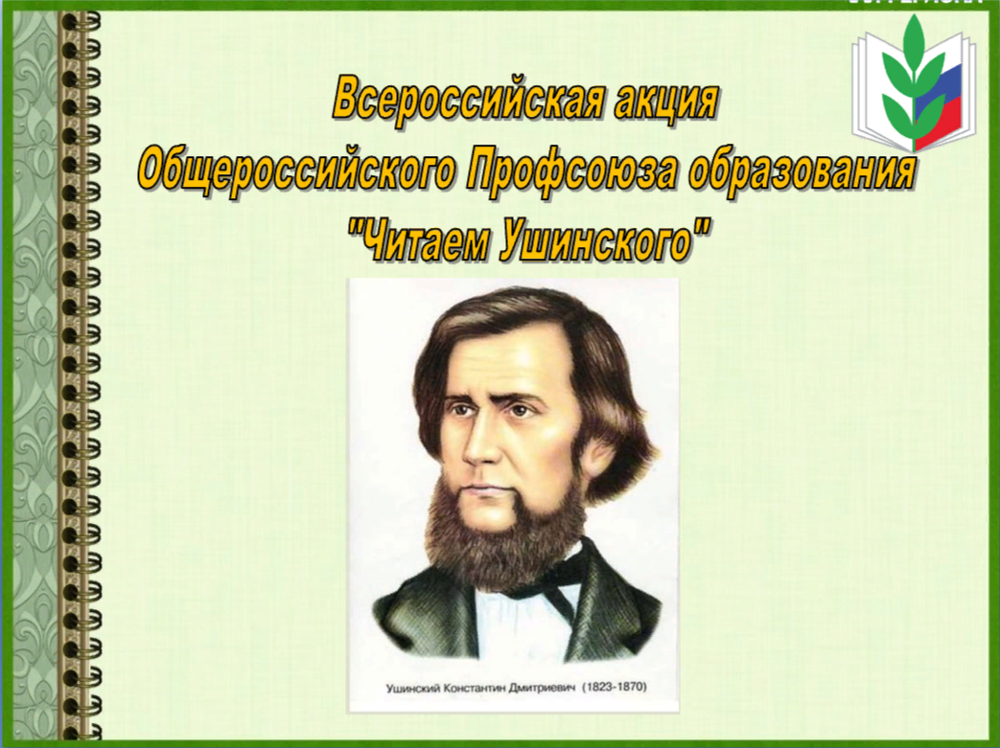 Всероссийская акция
Общероссийского Профсоюза образования
"Читаем Ушинского"
Ушинский Константин Дмитриевич (1823-1870)